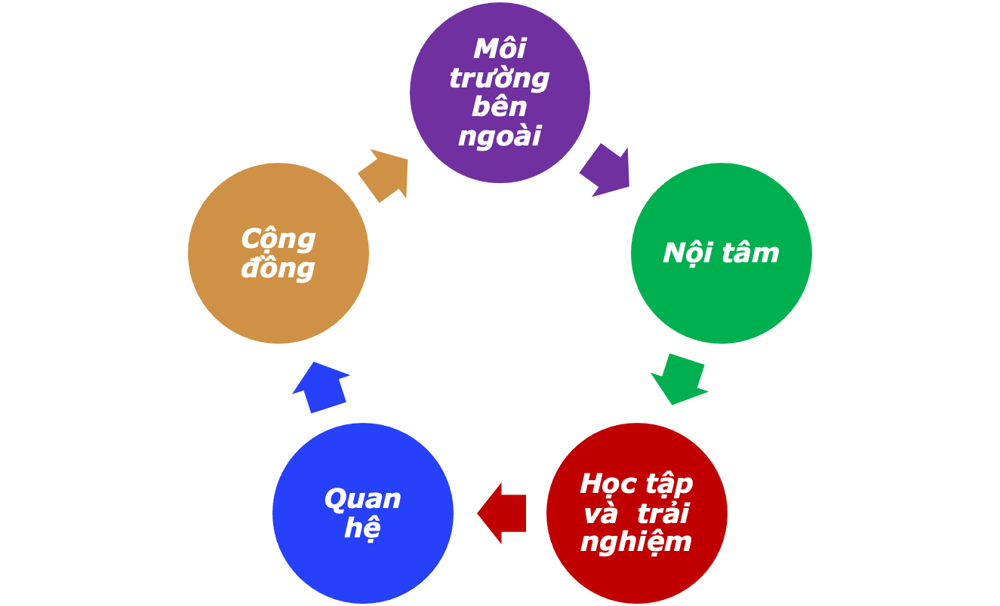 Môi
trường
bên
ngoài
Nội tâm
Học tập
và  trải
nghiệm
Quan
hệ
Cộng
đồng